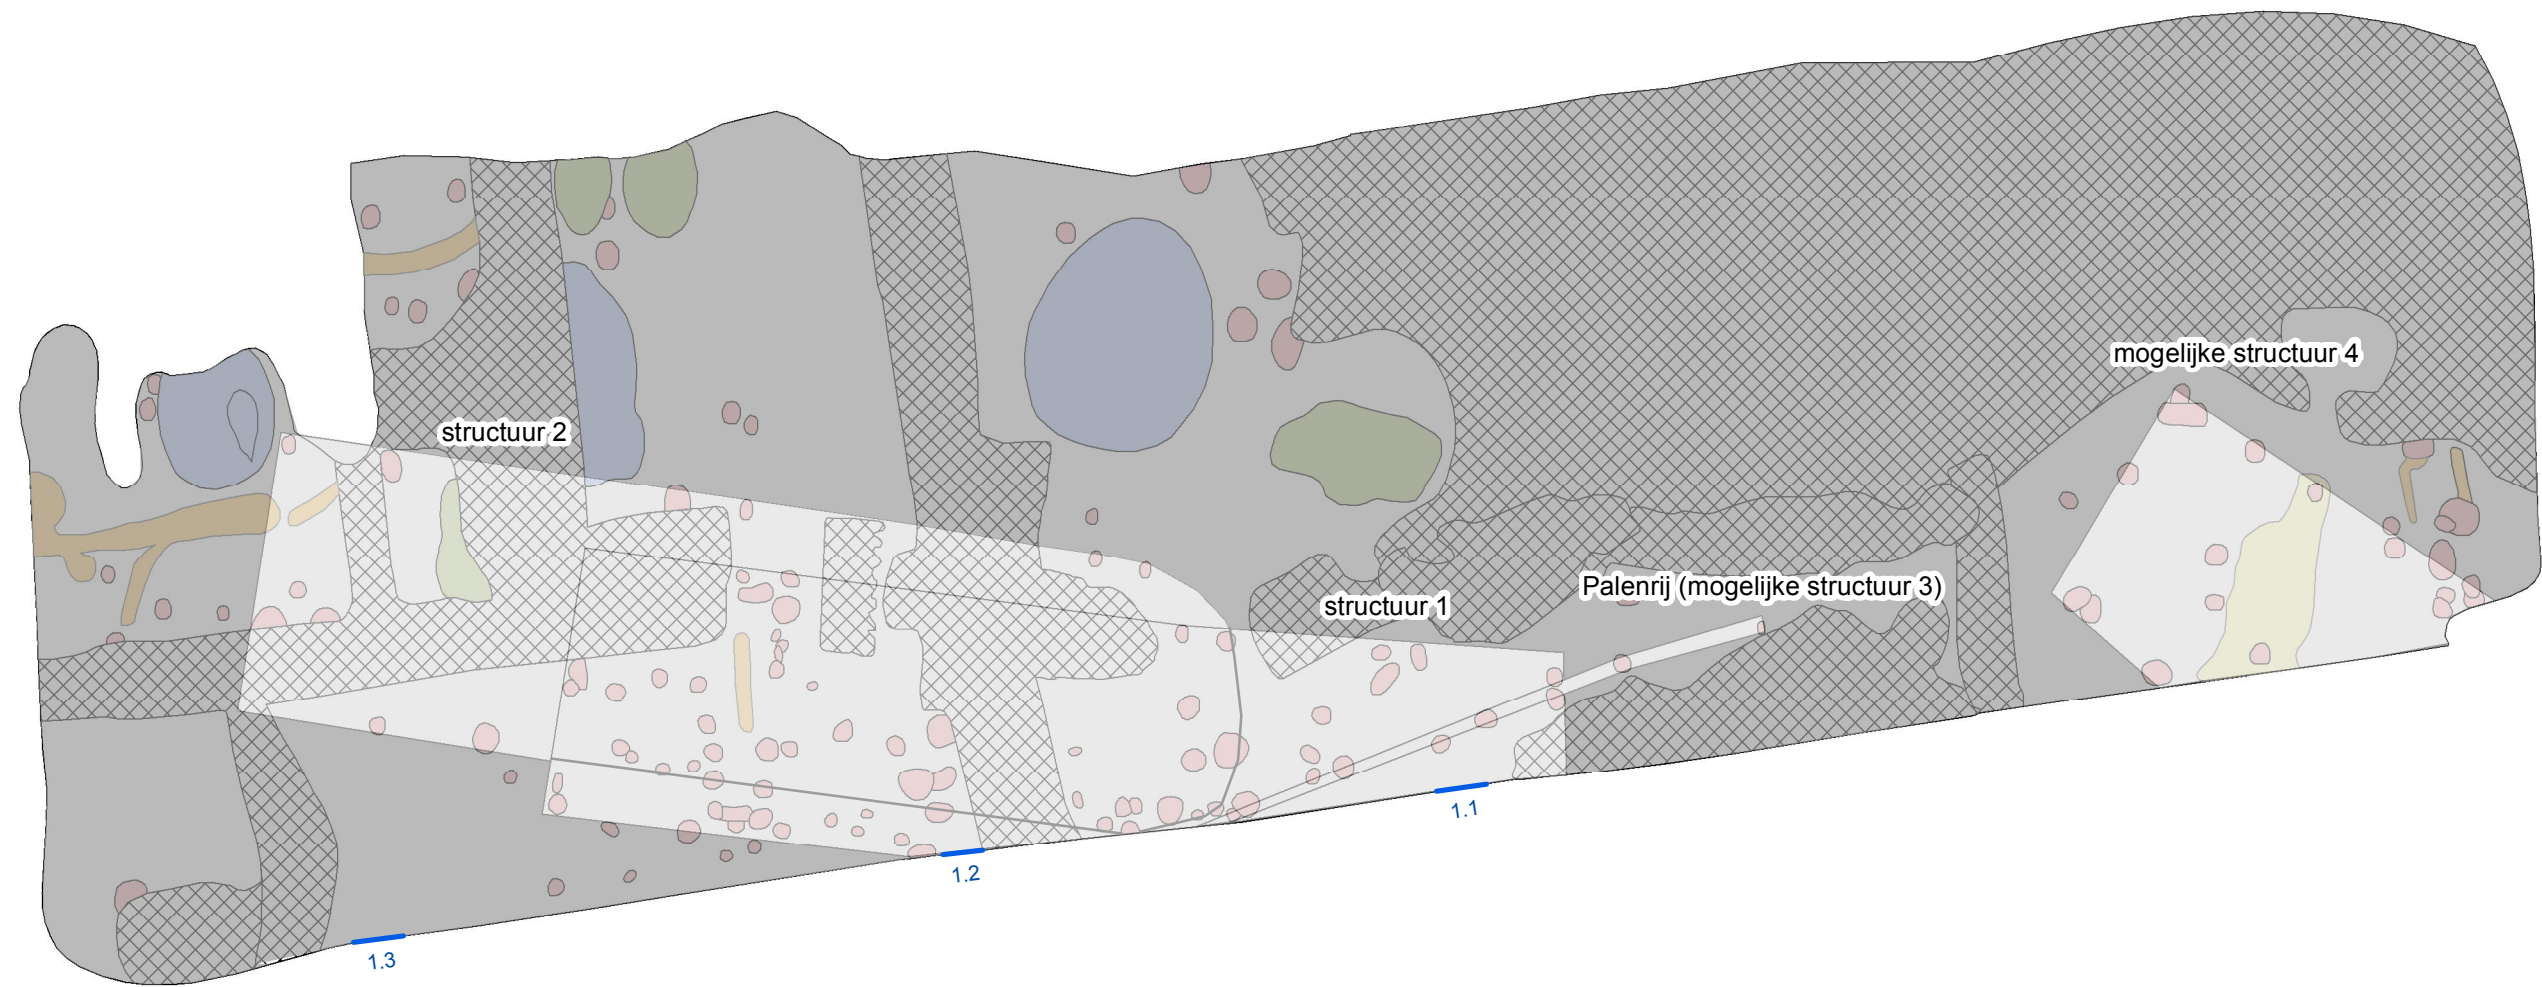 mogelijke structuur 4
structuur 2
Palenrij (mogelijke structuur 3)
structuur 1
1.1
1.2
1.3